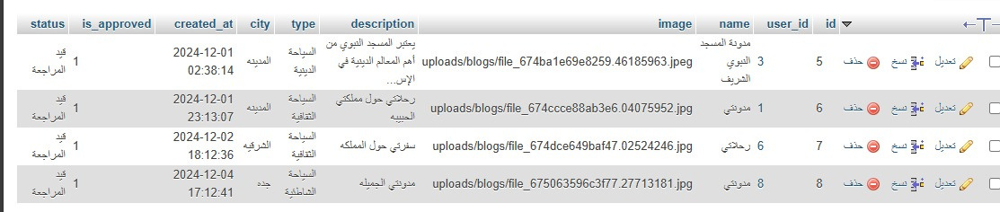 id user_id name image description type city created_at is_approved status
تعديل نسخ حذف 5 3 مدونة المسجد النبوي الشريف uploads/blogs/file_674ba1e69e8259.46185963.jpeg يعتبر المسجد النبوي من أهم المعالم الدينية في الإس... السياحة الدينية المدينه 2024-12-01 02:38:14 1 قيد المراجعة
تعديل نسخ حذف 6 1 مدونتي uploads/blogs/file_674ccce88ab3e6.04075952.jpg رحلاتي حول مملكتي الحبيبه السياحة الثقافية المدينه 2024-12-01 23:13:07 1 قيد المراجعة
تعديل نسخ حذف 7 6 رحلاتي uploads/blogs/file_674dce649baf47.02524246.jpg سفرتي حول المملكه السياحة الثقافية الشرقيه 2024-12-02 18:12:36 1 قيد المراجعة
تعديل نسخ حذف 8 8 مدونتي uploads/blogs/file_675063596c3f77.27713181.jpg مدونتي الجميله السياحة الشاطئية جده 2024-12-04 17:12:41 1 قيد المراجعة